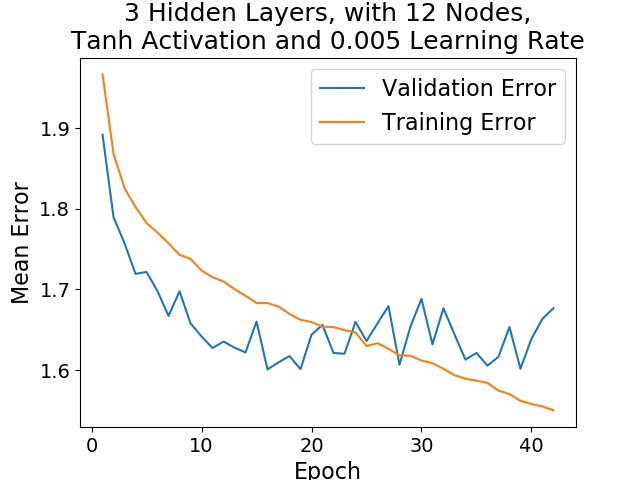 3 Hidden Layers, with 12 Nodes,
Tanh Activation and 0.005 Learning Rate
Validation Error
Training Error
Mean Error
1.9
1.8
1.7
1.6
0 10 20 30 40
Epoch